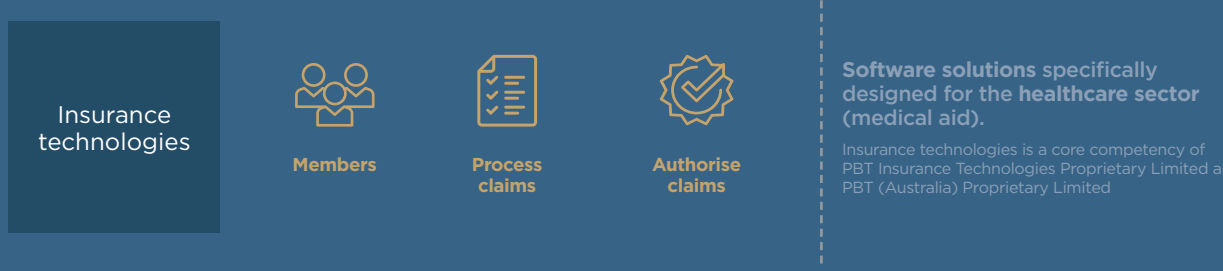 Insurance
technologies
Members
Process
claims
Authorise
claims
Software solutions specifically
designed for the healthcare sector
(medical aid).
Insurance technologies is a core competency of
PBT Insurance Technologies Proprietary Limited a
PBT (Australia) Proprietary Limited